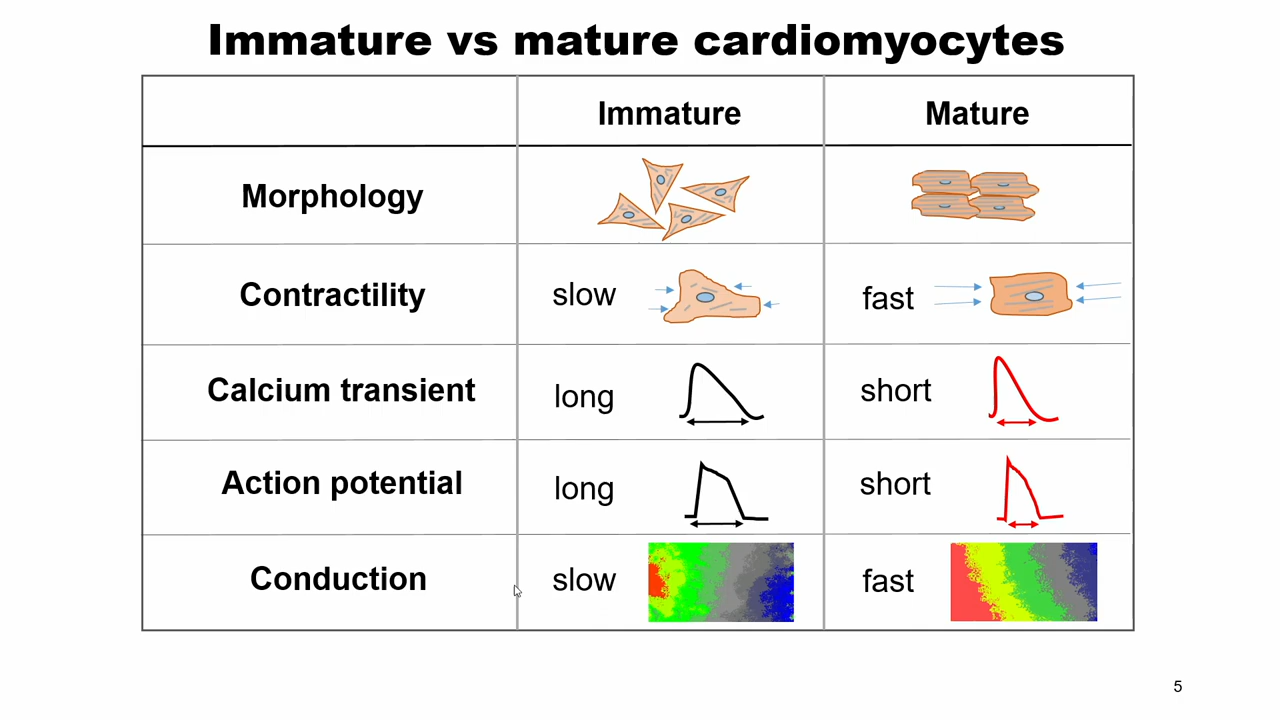 Immature vs mature cardiomyocytes
Immature Mature
Morphology
Contractility slow fast
Calcium transient long short
Action potential long short
Conduction slow fast
5